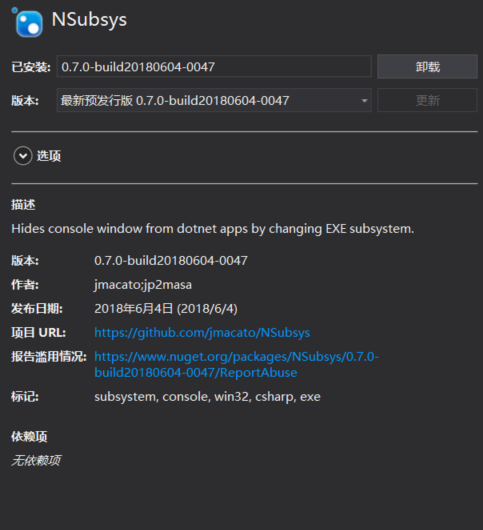 NSubsys
已安装: 0.7.0-build20180604-0047 卸载
版本: 最新预发行版 0.7.0-build20180604-0047 更新
选项
描述
Hides console window from dotnet apps by changing EXE subsystem.
版本: 0.7.0-build20180604-0047
作者: jmacato;jp2masa
发布日期: 2018年6月4日 (2018/6/4)
项目 URL: https://github.com/jmacato/NSubsys
报告滥用情况: https://www.nuget.org/packages/NSubsys/0.7.0-
build20180604-0047/ReportAbuse
标记: subsystem, console, win32, csharp, exe
依赖项
无依赖项